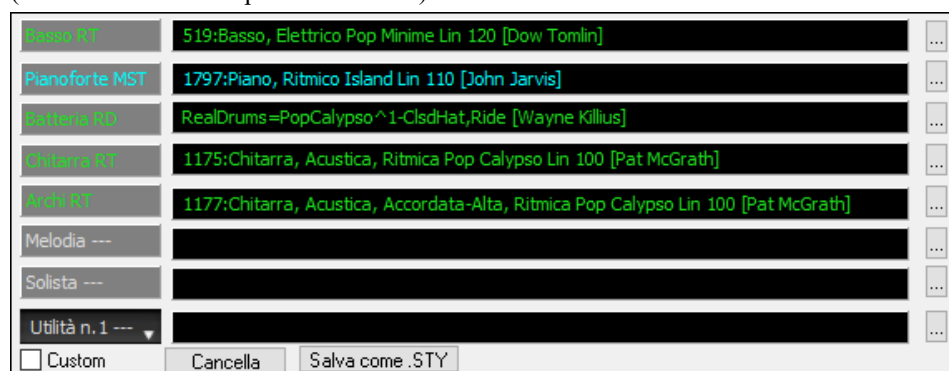 Basso RT 519:Basso, Elettrico Pop Minime Lin 120 [Dow Tomlin] ...
Pianoforte MST 1797:Piano, Ritmico Island Lin 110 [John Jarvis] ...
Batteria RD RealDrums=PopCalypso^1-ClsdHat,Ride [Wayne Killius] ...
Chitarra RT 1175:Chitarra, Acustica, Ritmica Pop Calypso Lin 100 [Pat McGrath] ...
Archi RT 1177:Chitarra, Acustica, Accordata-Alta, Ritmica Pop Calypso Lin 100 [Pat McGrath] ...
Melodia --- ...
Solista --- ...
Utilità n.1 --- ...
Custom Cancella Salva come .STY